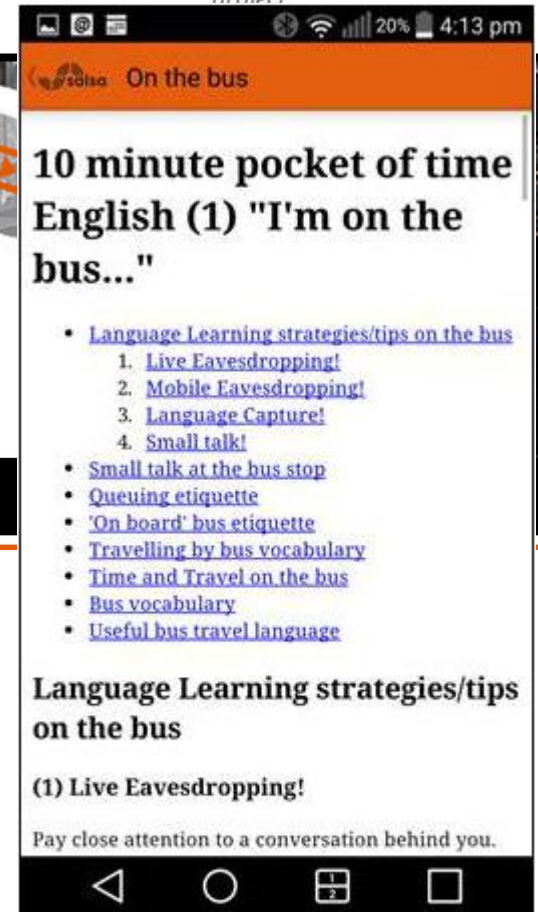 20% 4:13 pm
salsa On the bus
10 minute pocket of time
English (1) "I'm on the
bus..."
• Language Learning strategies/tips on the bus
1. Live Eavesdropping!
2. Mobile Eavesdropping!
3. Language Capture!
4. Small talk!
• Small talk at the bus stop
• Queuing etiquette
• 'On board' bus etiquette
• Travelling by bus vocabulary
• Time and Travel on the bus
• Bus vocabulary
• Useful bus travel language
Language Learning strategies/tips
on the bus
(1) Live Eavesdropping!
Pay close attention to a conversation behind you.
1
2